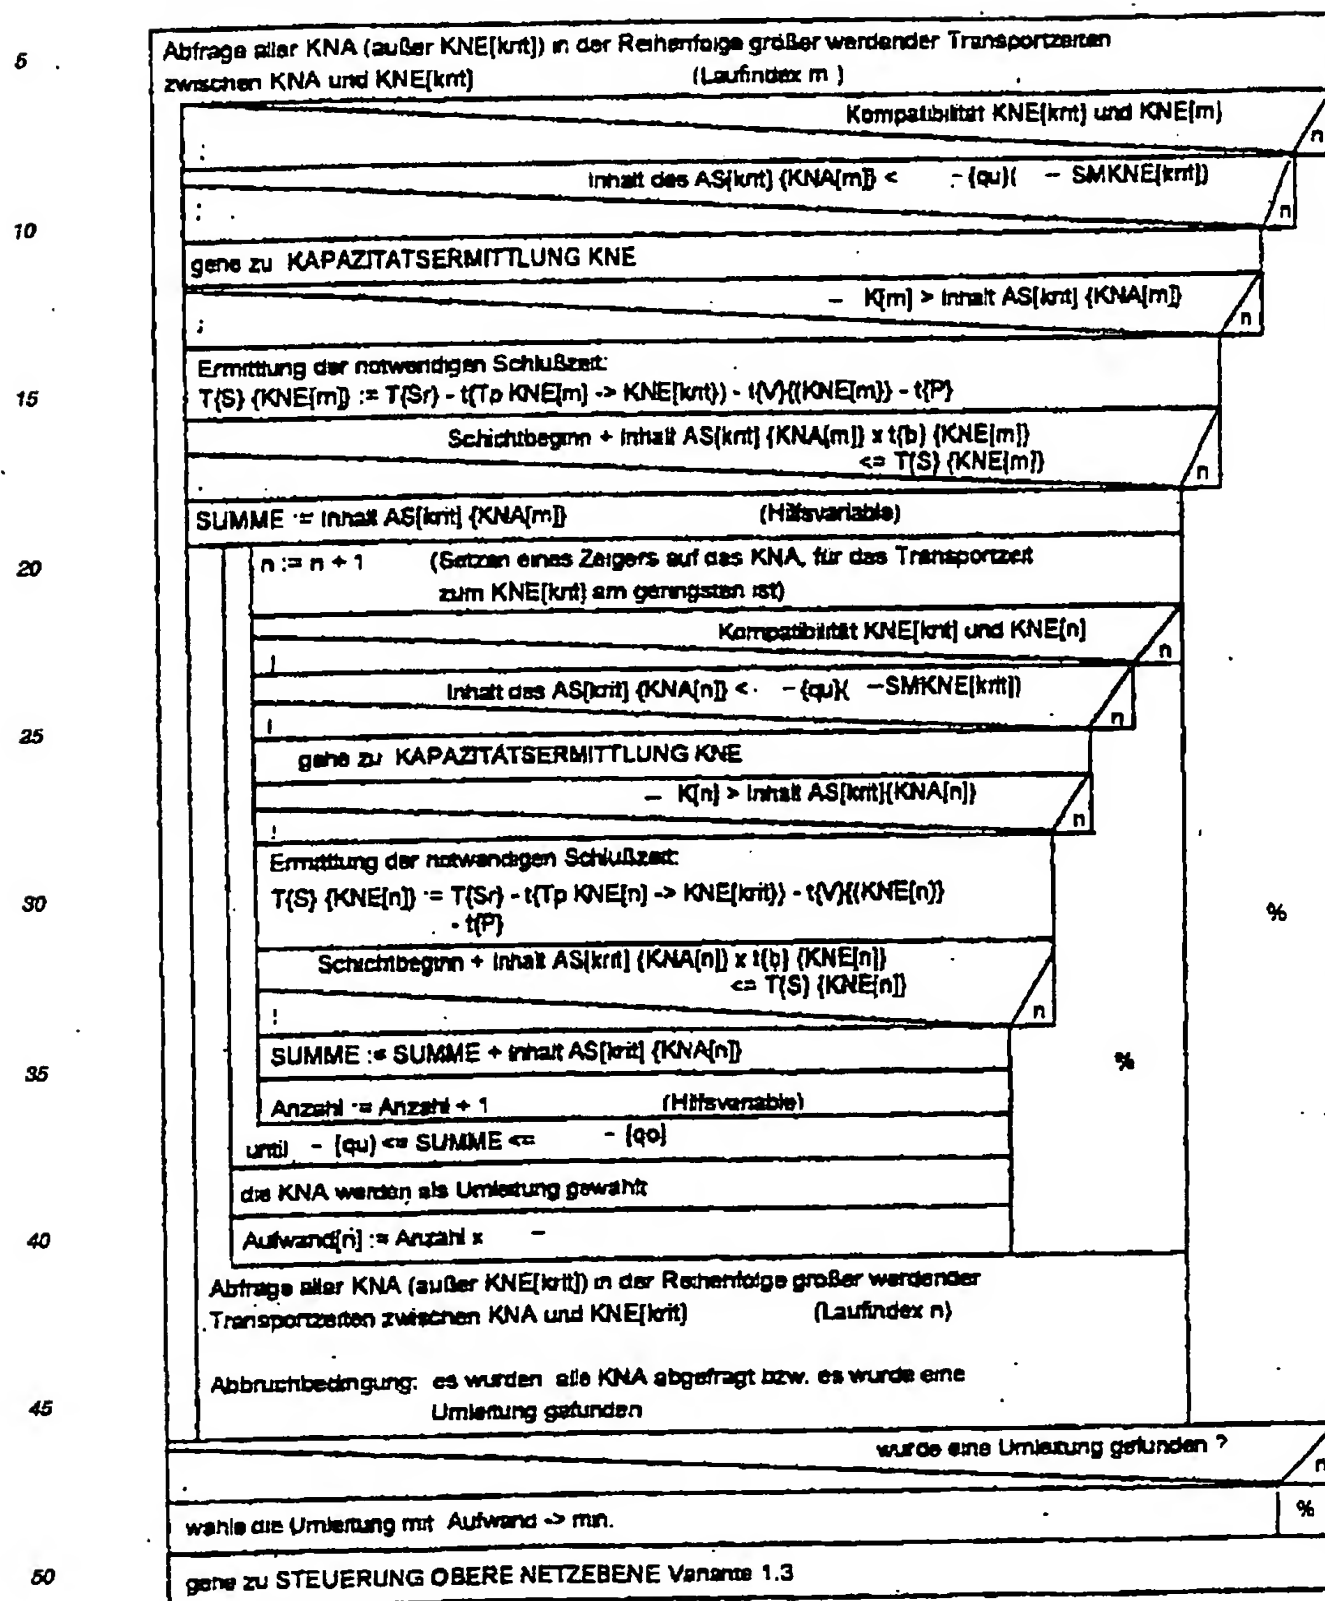 5
Abfrage aller KNA (außer KNE[krit]) in der Reihenfolge größer werdender Transportzeiten
zwischen KNA und KNE[krit] (Laufindex m )
Kompatibilität KNE[krit] und KNE[m]
n
Inhalt des AS[krit] {KNA[m]} < - {qu}( - SMKNE[krit])
n
10
gehe zu KAPAZITATSERMITTLUNG KNE
- K[m] > Inhalt AS[krit] {KNA[m]}
n
Ermittlung der notwendigen Schlußzeit:
15
T{S} {KNE[m]} := T{Sr} - t{Tp KNE[m] -> KNE[krit]} - t{V}{(KNE[m]} - t{P}
Schichtbeginn + Inhalt AS[krit] {KNA[m]} x t{b} {KNE[m]}
<= T{S} {KNE[m]}
n
SUMME := Inhalt AS[krit] {KNA[m]} (Hilfsvariable)
20
n := n + 1 (Setzen eines Zeigers auf das KNA, für das Transportzeit
zum KNE[krit] am geringsten ist)
Kompatibilität KNE[krit] und KNE[n]
n
!
Inhalt des AS[krit] {KNA[n]} < - {qu}( -SMKNE[krit])
n
!
25
gehe zu KAPAZITÄTSERMITTLUNG KNE
- K[n] > Inhalt AS[krit]{KNA[n]}
n
!
Ermittlung der notwendigen Schlußzeit:
30
T{S} {KNE[n]} := T{Sr} - t{Tp KNE[n] -> KNE[krit]} - t{V}{(KNE[n]}
- t{P}
%
Schichtbeginn + Inhalt AS[krit] {KNA[n]} x t{b} {KNE[n]}
<= T{S} {KNE[n]}
n
!
SUMME := SUMME + Inhalt AS[krit] {KNA[n]}
35
%
Anzahl := Anzahl + 1 (Hilfsvariable)
until - {qu} <= SUMME <= - {qo}
die KNA werden als Umleitung gewählt
40
Aufwand[n] := Anzahl x -
Abfrage aller KNA (außer KNE[krit]) in der Reihenfolge großer werdender
Transportzeiten zwischen KNA und KNE[krit] (Laufindex n)
Abbruchbedingung: es wurden alle KNA abgefragt bzw. es wurde eine
45
Umleitung gefunden
wurde eine Umleitung gefunden ?
n
wahle die Umleitung mit Aufwand -> min.
%
50
gehe zu STEUERUNG OBERE NETZEBENE Variante 1.3